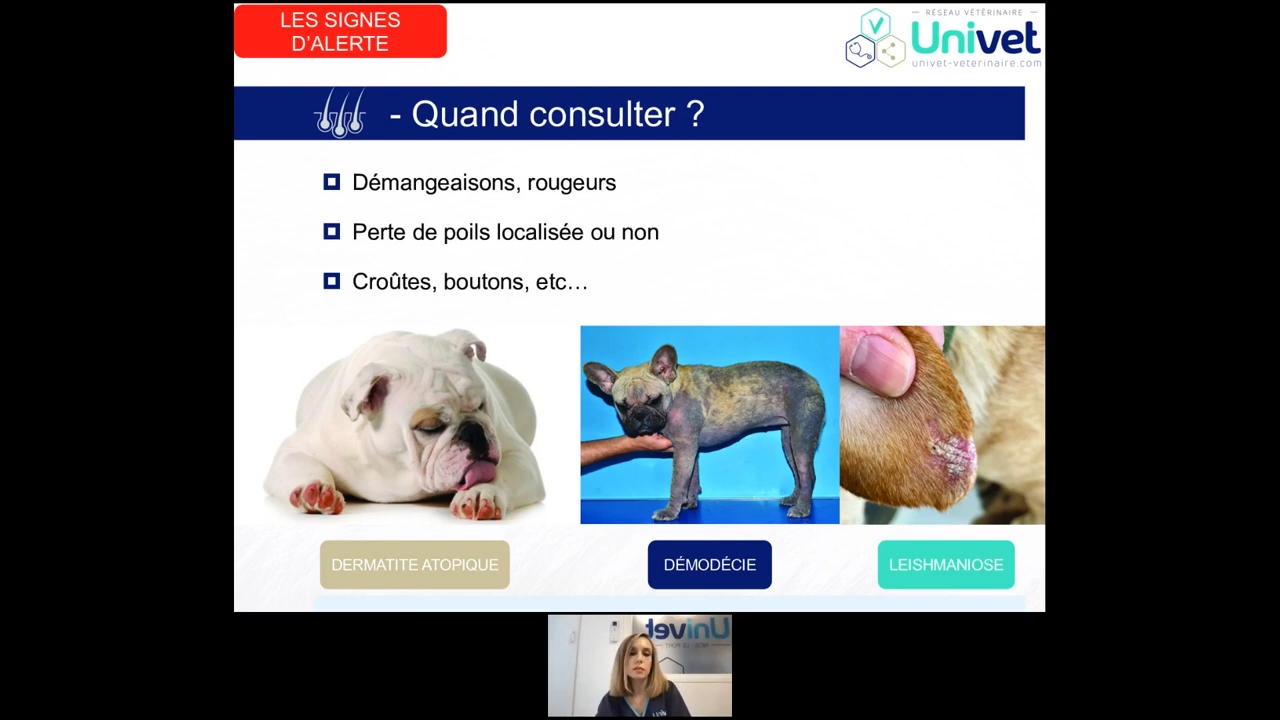 LES SIGNES
D'ALERTE
RÉSEAU VÉTÉRINAIRE
Univet
univet-veterinaire.com
- Quand consulter ?
Démangeaisons, rougeurs
Perte de poils localisée ou non
Croûtes, boutons, etc…
DERMATITE ATOPIQUE
DÉMODÉCIE
LEISHMANIOSE
Univet